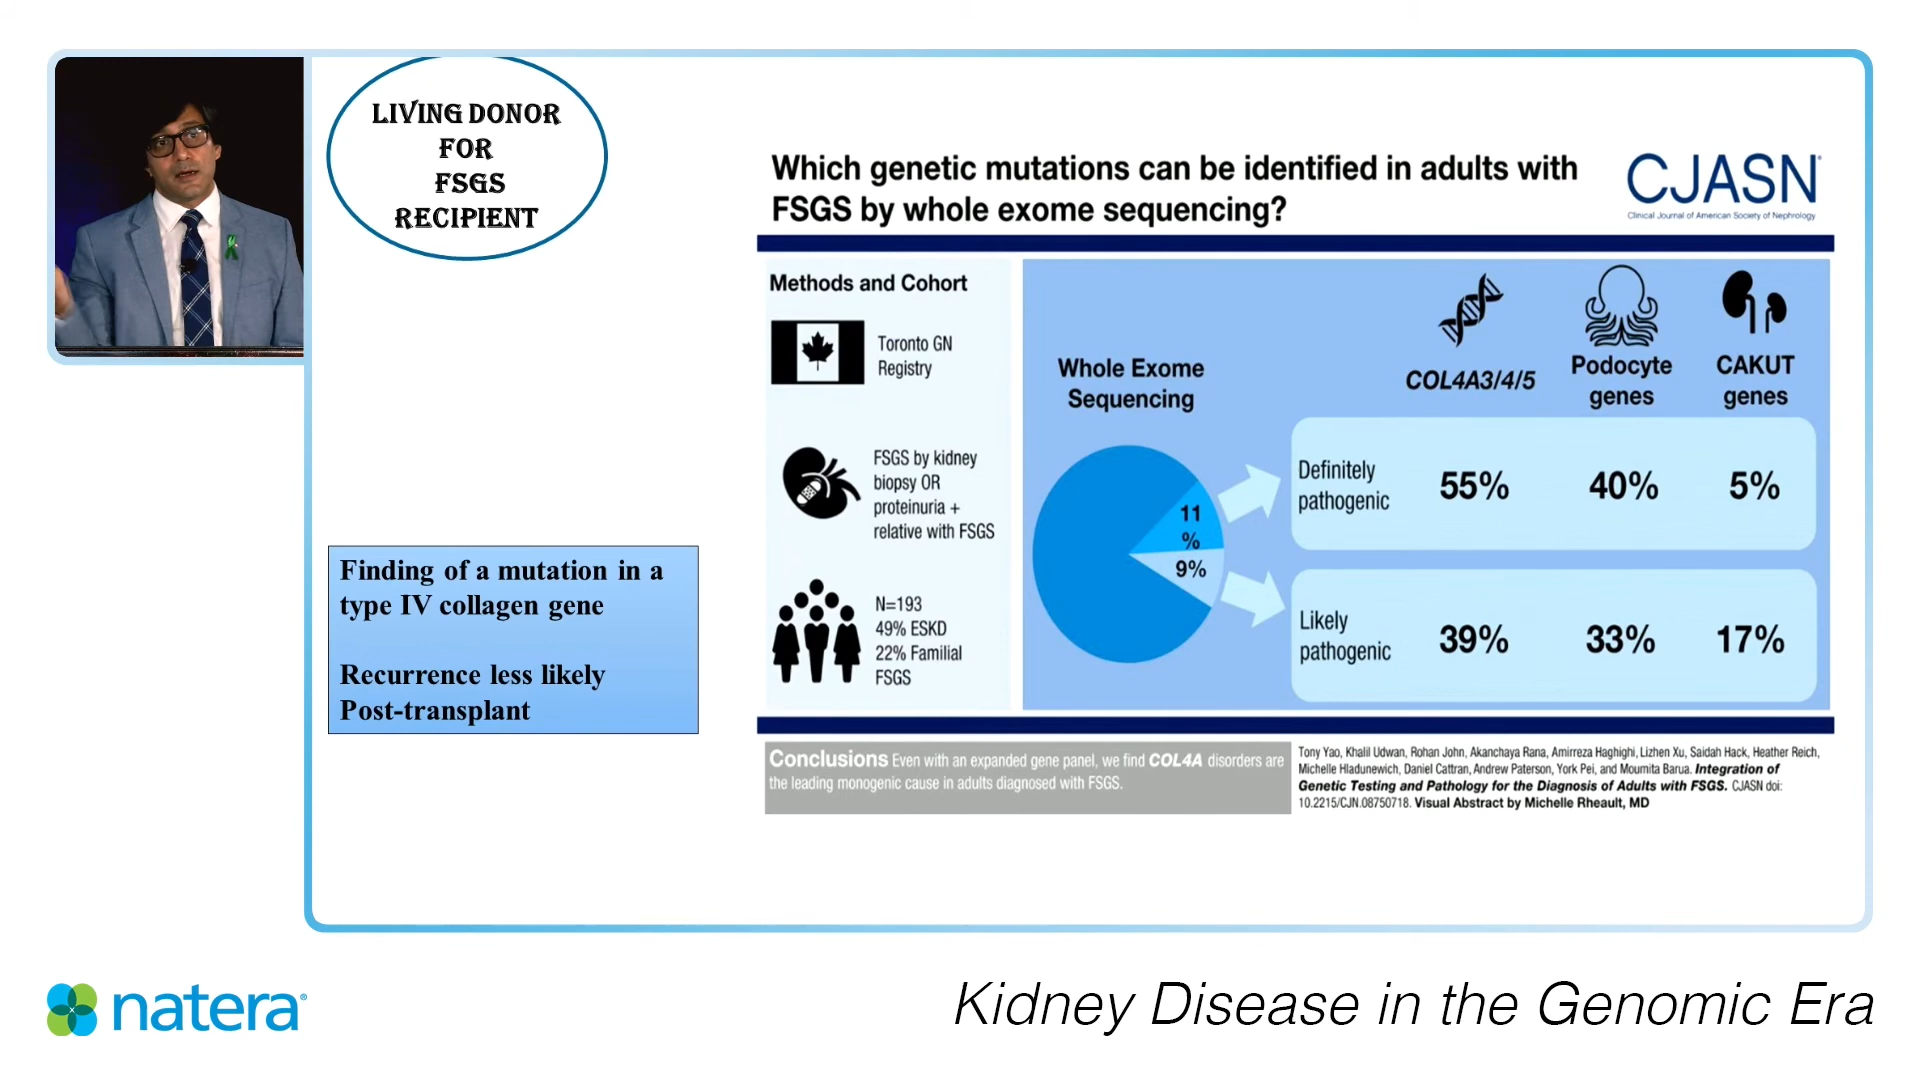 LIVING DONOR
FOR
FSGS
RECIPIENT
Finding of a mutation in a
type IV collagen gene
Recurrence less likely
Post-transplant
Which genetic mutations can be identified in adults with
FSGS by whole exome sequencing?
CJASN
Clinical Journal of American Society of Nephrology
Methods and Cohort
Toronto GN
Registry
FSGS by kidney
biopsy OR
proteinuria +
relative with FSGS
N=193
49% ESKD
22% Familial
FSGS
Whole Exome
Sequencing
11
%
9%
COL4A3/4/5
Podocyte
genes
CAKUT
genes
Definitely
pathogenic
55%
40%
5%
Likely
pathogenic
39%
33%
17%
Conclusions Even with an expanded gene panel, we find COL4A disorders are
the leading monogenic cause in adults diagnosed with FSGS.
Tony Yao, Khalil Udwan, Rohan John, Akanchaya Rana, Amirreza Haghighi, Lizhen Xu, Saidah Hack, Heather Reich,
Michelle Hladunewich, Daniel Cattran, Andrew Paterson, York Pei, and Moumita Barua. Integration of
Genetic Testing and Pathology for the Diagnosis of Adults with FSGS. CJASN doi:
10.2215/CJN.08750718. Visual Abstract by Michelle Rheault, MD
natera®
Kidney Disease in the Genomic Era